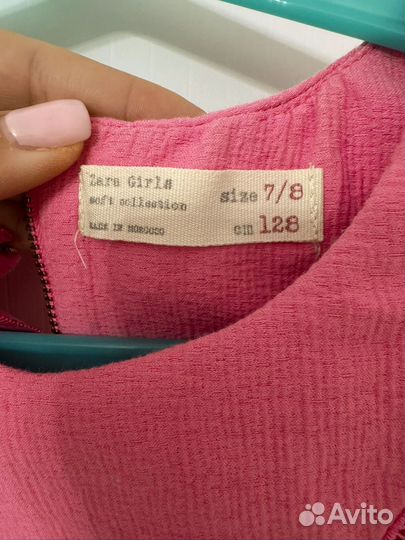 Zara Girls
soft collection
MADE IN MOROCCO
size 7/8
cm 128
Avito